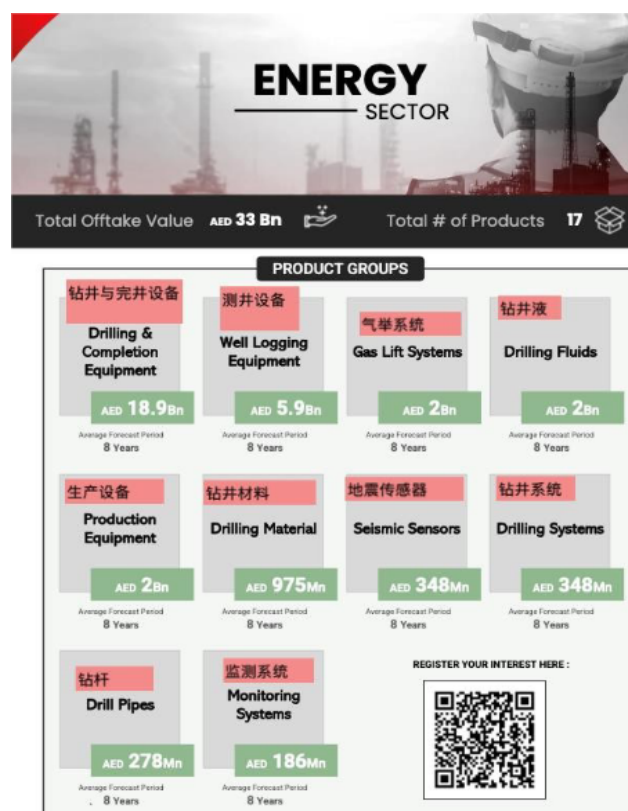 ENERGY
SECTOR
Total Offtake Value AED 33 Bn
Total # of Products 17
PRODUCT GROUPS
钻井与完井设备
Drilling &
Completion
Equipment
AED 18.9Bn
Average Forecast Period
8 Years
测井设备
Well Logging
Equipment
AED 5.9Bn
Average Forecast Period
8 Years
气举系统
Gas Lift Systems
AED 2Bn
Average Forecast Period
8 Years
钻井液
Drilling Fluids
AED 2Bn
Average Forecast Period
8 Years
生产设备
Production
Equipment
AED 2Bn
Average Forecast Period
8 Years
钻井材料
Drilling Material
AED 975Mn
Average Forecast Period
8 Years
地震传感器
Seismic Sensors
AED 348Mn
Average Forecast Period
8 Years
钻井系统
Drilling Systems
AED 348Mn
Average Forecast Period
8 Years
钻杆
Drill Pipes
AED 278Mn
Average Forecast Period
. 8 Years
监测系统
Monitoring
Systems
AED 186Mn
Average Forecast Period
8 Years
REGISTER YOUR INTEREST HERE :